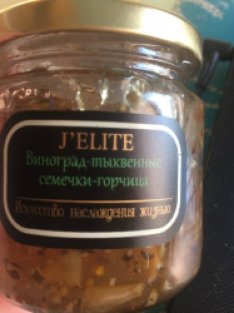 J'ELITE
Виноград-тыквенные
семечки-горчица
Искусство наслаждения жизнью